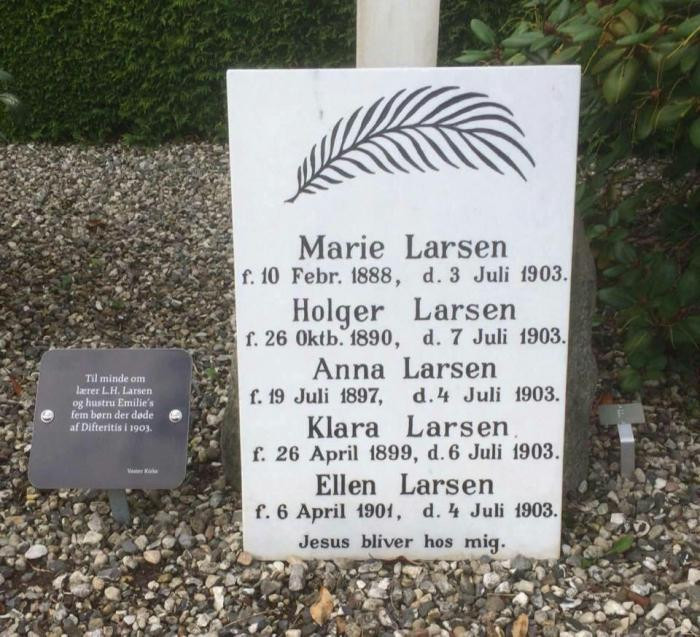 Marie Larsen
f. 10 Febr. 1888, d. 3 Juli 1903.
Holger Larsen
f. 26 Oktb. 1890, d. 7 Juli 1903.
Anna Larsen
f. 19 Juli 1897, d. 4 Juli 1903.
Klara Larsen
f. 26 April 1899, d. 6 Juli 1903.
Ellen Larsen
f. 6 April 1901, d. 4 Juli 1903.
Jesus bliver hos mig.
Til minde om
lærer L.H. Larsen
og hustru Emilie's
fem børn der døde
af Difteritis i 1903.
Vester Kirke